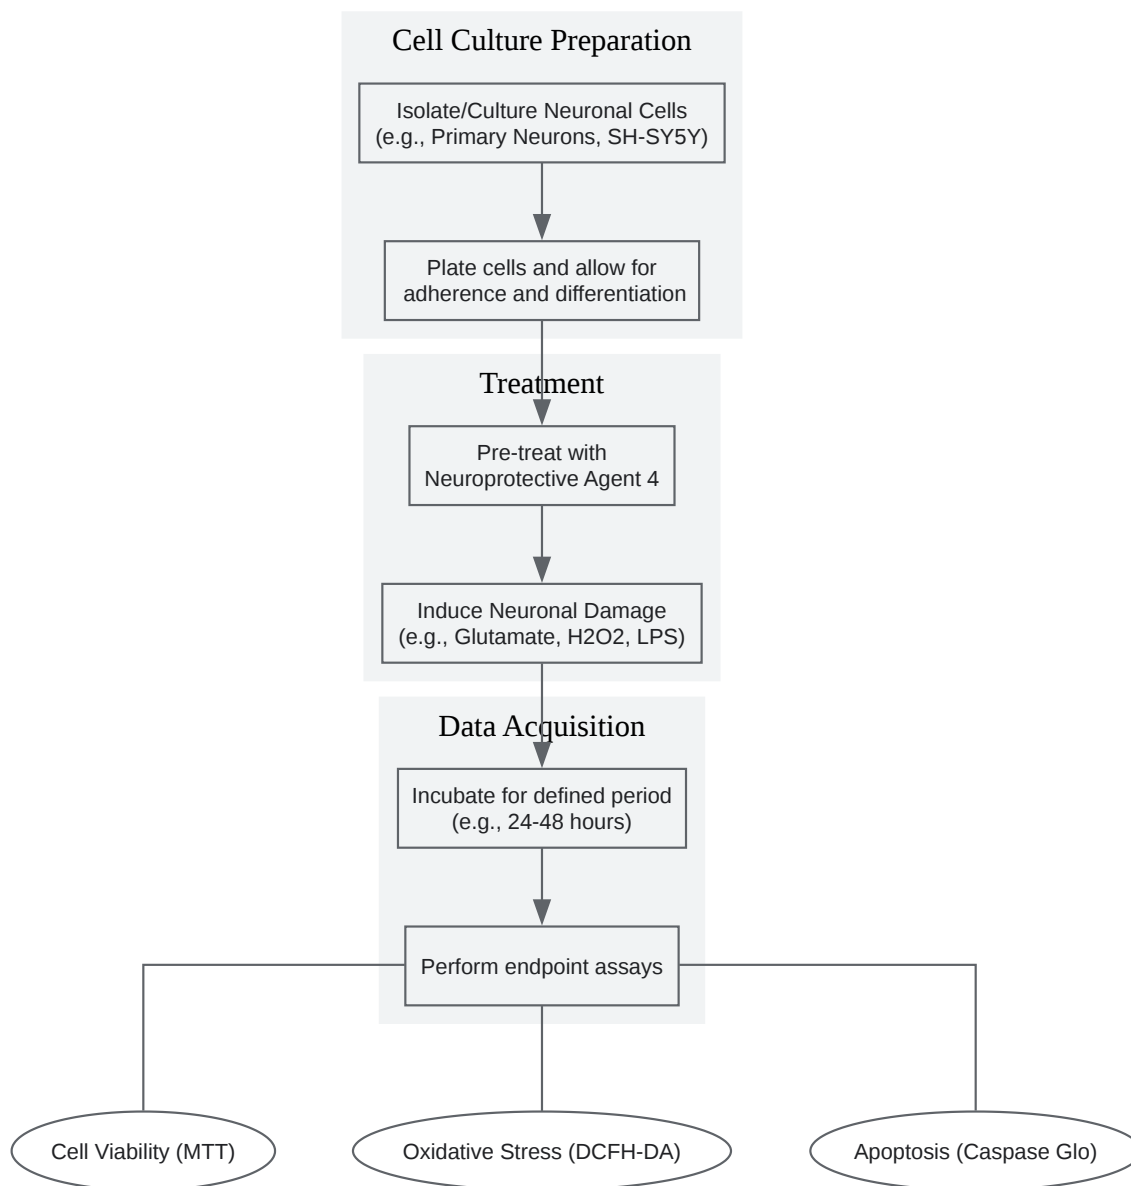 Cell Culture Preparation
Isolate/Culture Neuronal Cells
(e.g., Primary Neurons, SH-SY5Y)
Plate cells and allow for
adherence and differentiation
Treatment
Pre-treat with
Neuroprotective Agent 4
Induce Neuronal Damage
(e.g., Glutamate, H2O2, LPS)
Data Acquisition
Incubate for defined period
(e.g., 24-48 hours)
Perform endpoint assays
Cell Viability (MTT)
Oxidative Stress (DCFH-DA)
Apoptosis (Caspase Glo)